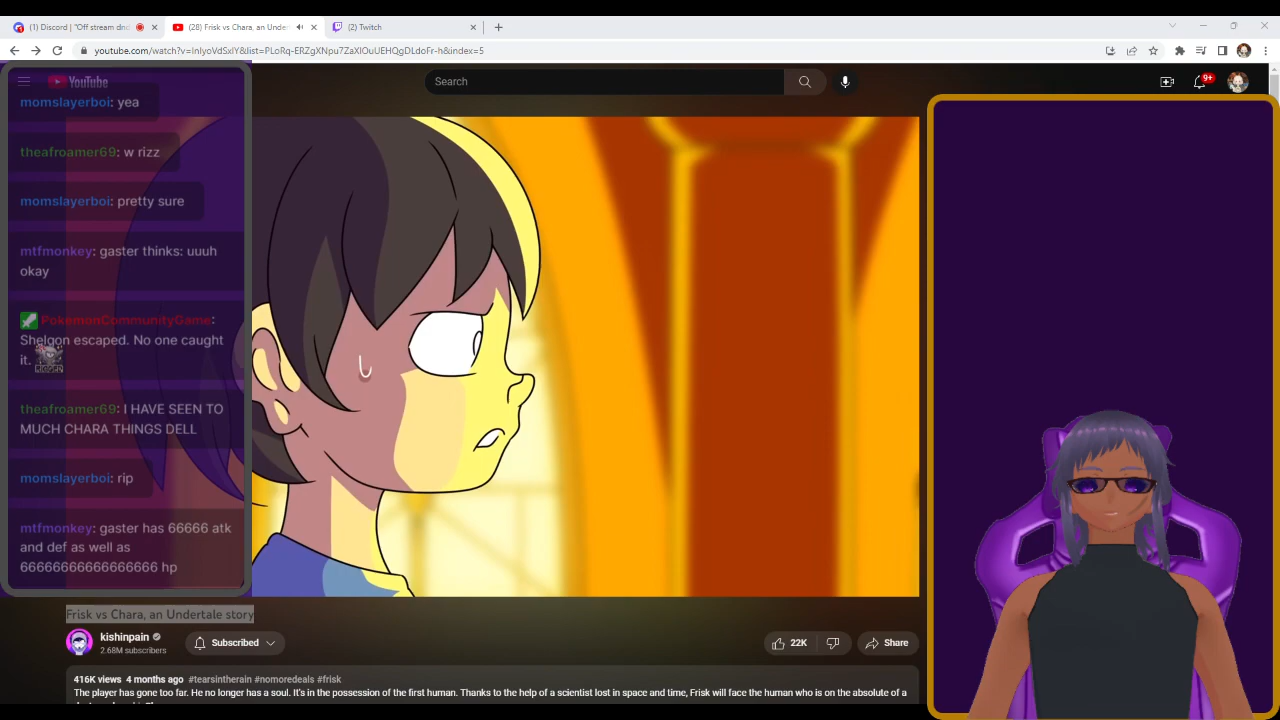 (1) Discord | "Off stream dnd
(28) Frisk vs Chara, an Under
(2) Twitch
youtube.com/watch?v=InIyoVdSxlY&list=PLoRq-ERZgXNpu7ZaXIOuUEHQgDLdoFr-h&index=5
YouTube
Search
9+
momslayerboi: yea
theafroamer69: w rizz
momslayerboi: pretty sure
mtfmonkey: gaster thinks: uuuh
okay
PokemonCommunityGame:
Shelgon escaped. No one caught
it.
theafroamer69: I HAVE SEEN TO
MUCH CHARA THINGS DELL
momslayerboi: rip
mtfmonkey: gaster has 66666 atk
and def as well as
66666666666666666 hp
Frisk vs Chara, an Undertale story
kishinpain
2.68M subscribers
Subscribed
22K
Share
416K views 4 months ago #tearsintherain #nomoredeals #frisk
The player has gone too far. He no longer has a soul. It's in the possession of the first human. Thanks to the help of a scientist lost in space and time, Frisk will face the human who is on the absolute of a